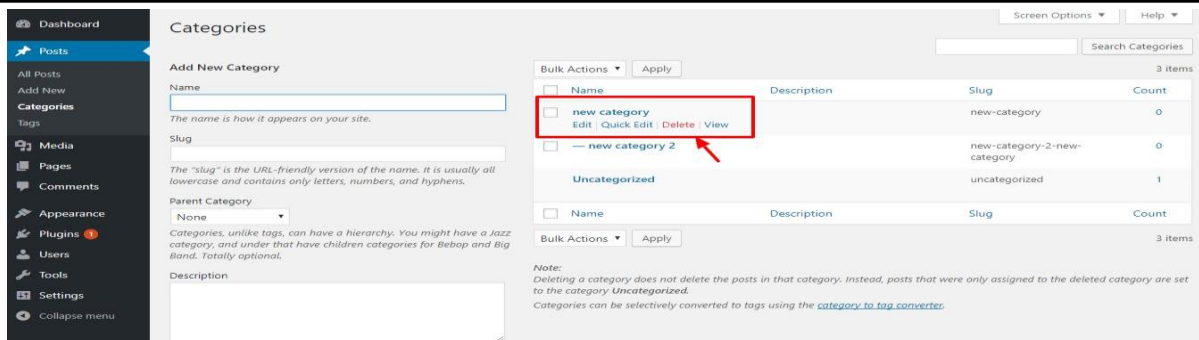 Dashboard
Posts
All Posts
Add New
Categories
Tags
Media
Pages
Comments
Appearance
Plugins 1
Users
Tools
Settings
Collapse menu
Screen Options ▼
Help ▼
Categories
Search Categories
Add New Category
Name
The name is how it appears on your site.
Slug
The "slug" is the URL-friendly version of the name. It is usually all
lowercase and contains only letters, numbers, and hyphens.
Parent Category
None ▼
Categories, unlike tags, can have a hierarchy. You might have a Jazz
category, and under that have children categories for Bebop and Big
Band. Totally optional.
Description
Bulk Actions ▼ Apply 3 items
Name Description Slug Count
new category new-category 0
Edit | Quick Edit | Delete | View
— new category 2 new-category-2-new- 0
category
Uncategorized uncategorized 1
Name Description Slug Count
Bulk Actions ▼ Apply 3 items
Note:
Deleting a category does not delete the posts in that category. Instead, posts that were only assigned to the deleted category are set
to the category Uncategorized.
Categories can be selectively converted to tags using the category to tag converter.